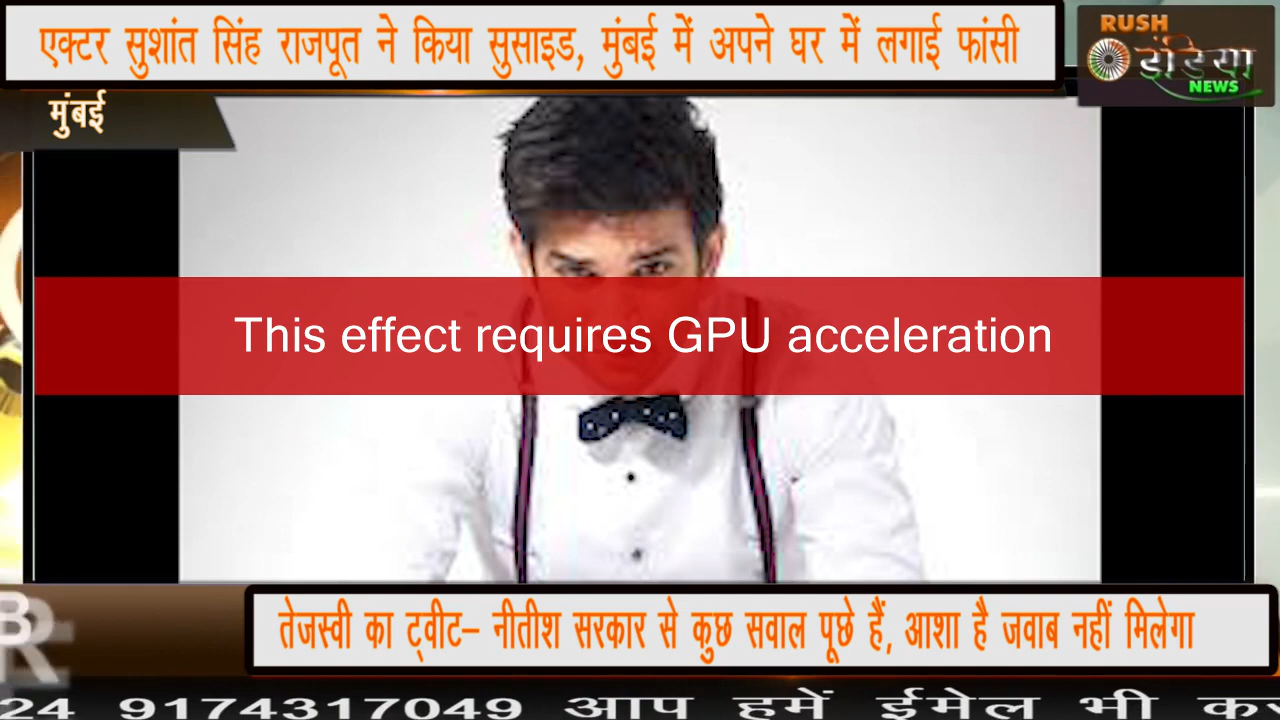 एक्टर सुशांत सिंह राजपूत ने किया सुसाइड, मुंबई में अपने घर में लगाई फांसी
RUSH
इंडिया
NEWS
मुंबई
This effect requires GPU acceleration
तेजस्वी का ट्वीट– नीतीश सरकार से कुछ सवाल पूछे हैं, आशा है जवाब नहीं मिलेगा
24 9174317049 आप हमें ईमेल भी